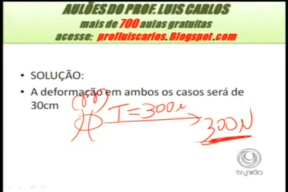 AULÕES DO PROF. LUIS CARLOS
mais de 700 aulas gratuitas
acesse: profluiscarlos.Blogspot.com
• SOLUÇÃO:
• A deformação em ambos os casos será de
30cm
T=300N
300N